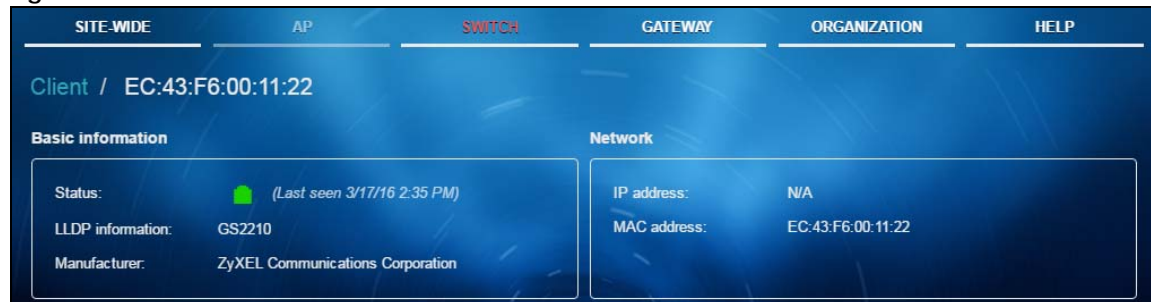 SITE-WIDE AP SWITCH GATEWAY ORGANIZATION HELP
Client / EC:43:F6:00:11:22
Basic information
Status: (Last seen 3/17/16 2:35 PM)
LLDP information: GS2210
Manufacturer: ZyXEL Communications Corporation
Network
IP address: N/A
MAC address: EC:43:F6:00:11:22